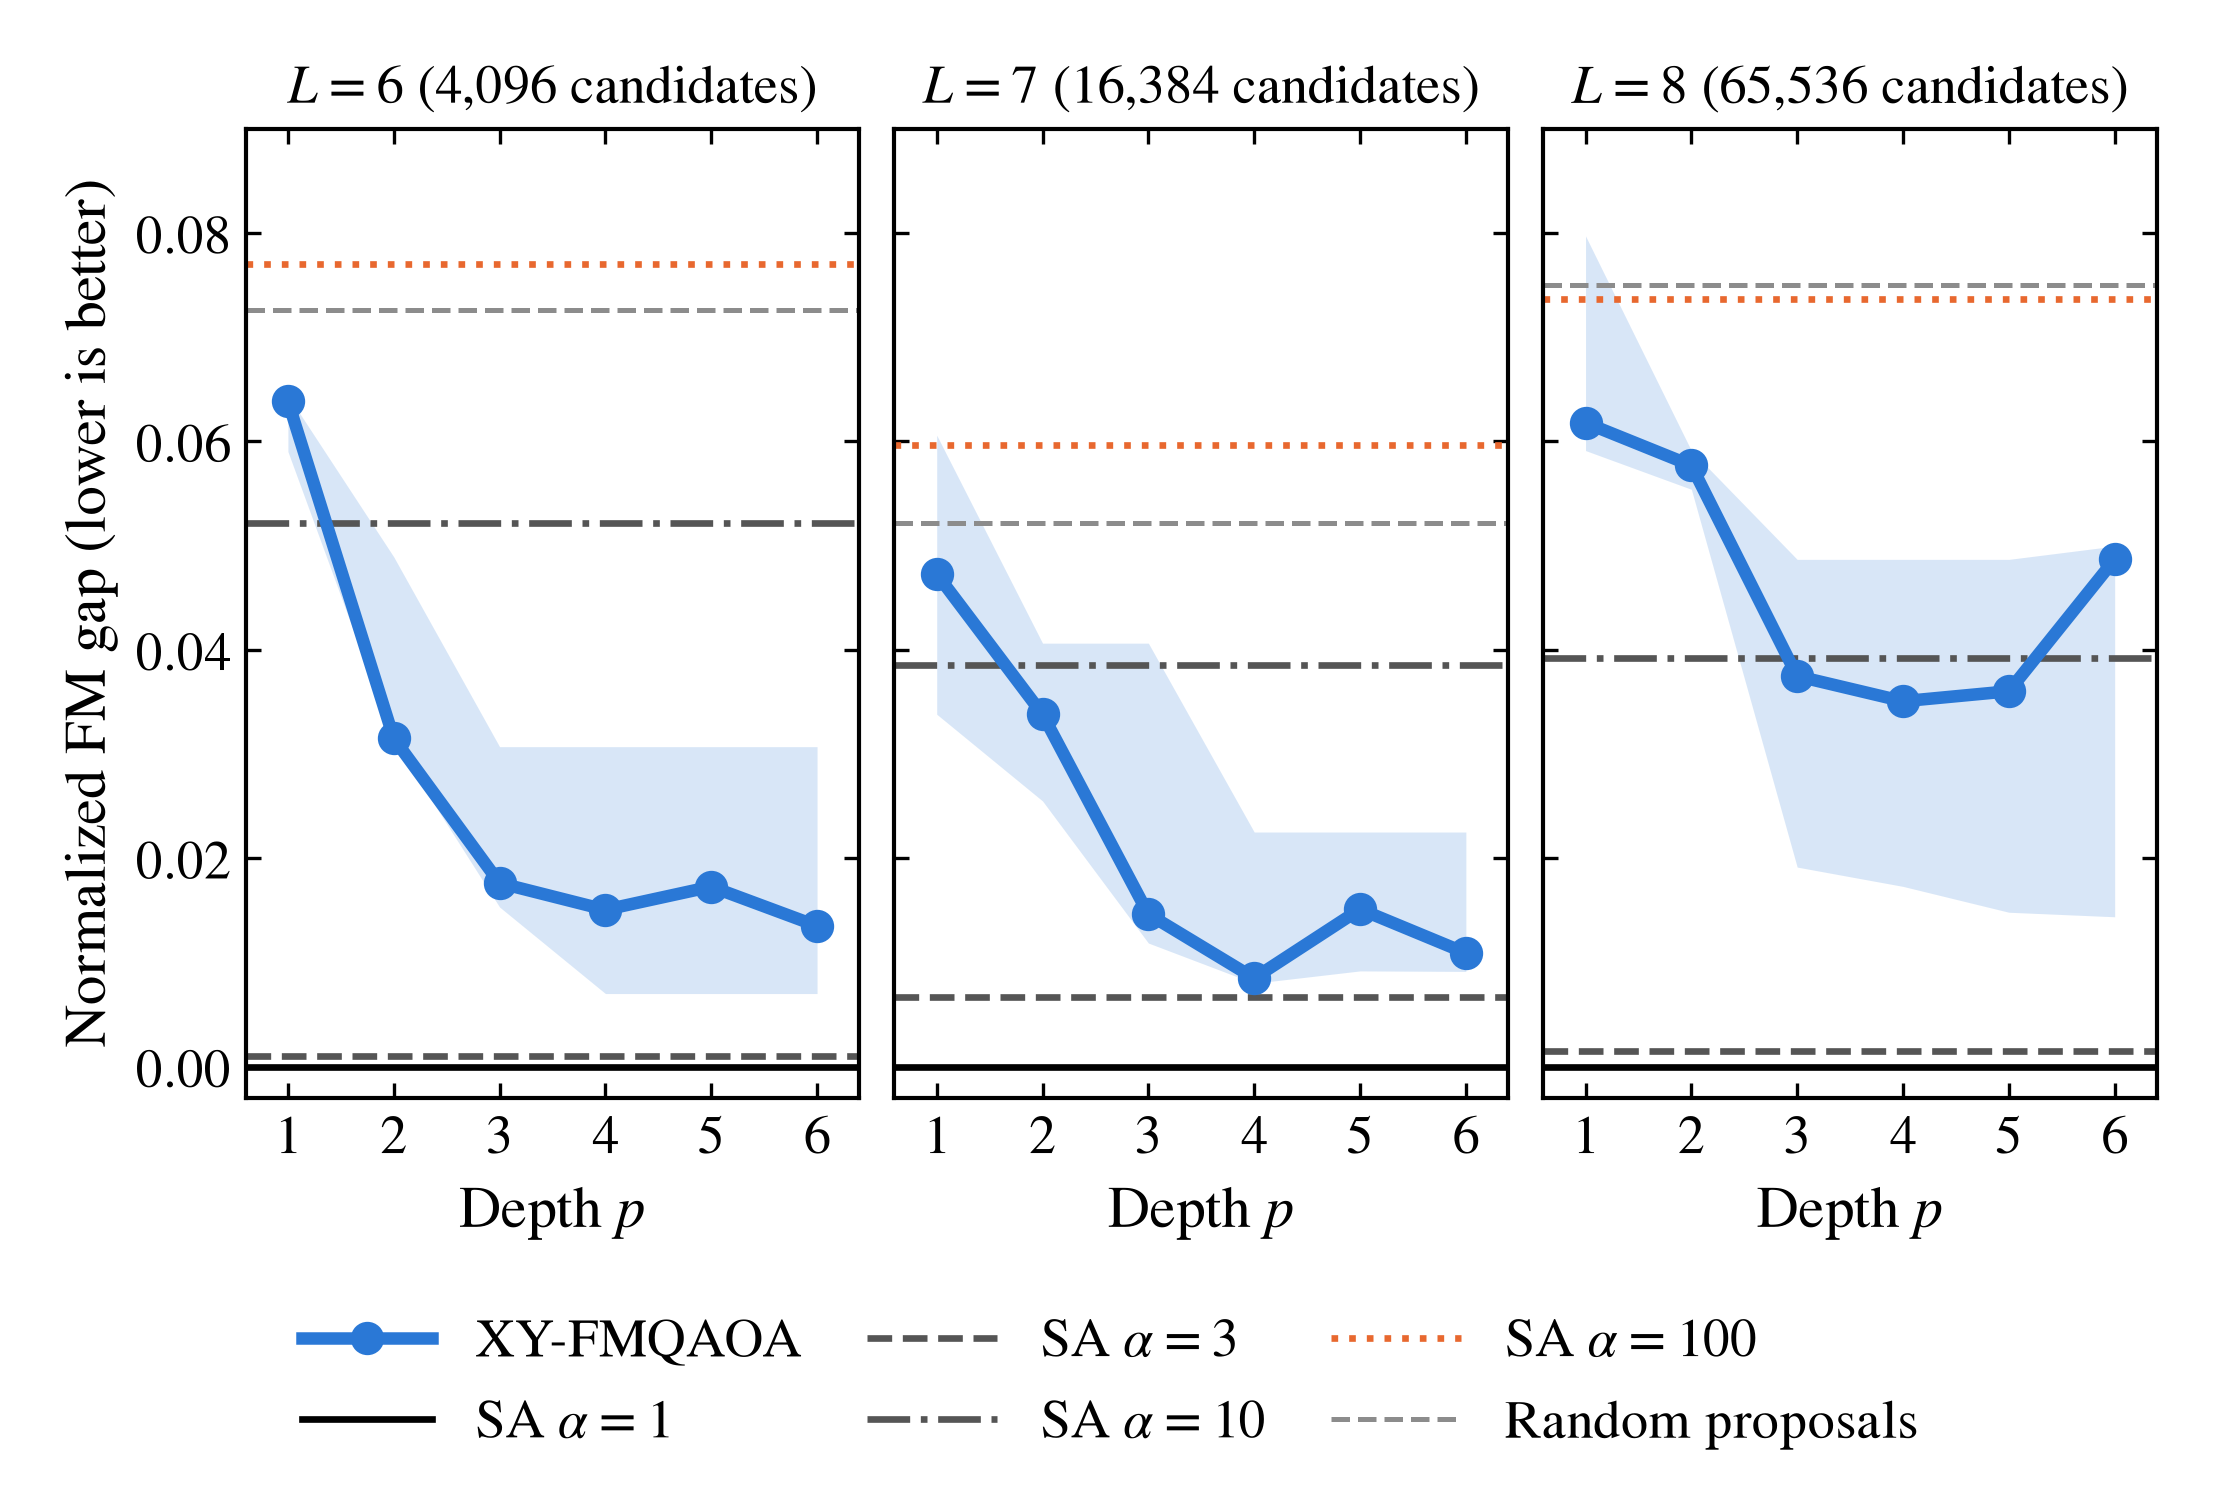 L = 6 (4,096 candidates)
L = 7 (16,384 candidates)
L = 8 (65,536 candidates)
Normalized FM gap (lower is better)
0.08
0.06
0.04
0.02
0.00
1 2 3 4 5 6
1 2 3 4 5 6
1 2 3 4 5 6
Depth p
Depth p
Depth p
XY-FMQAOA
SA α = 1
SA α = 3
SA α = 10
SA α = 100
Random proposals